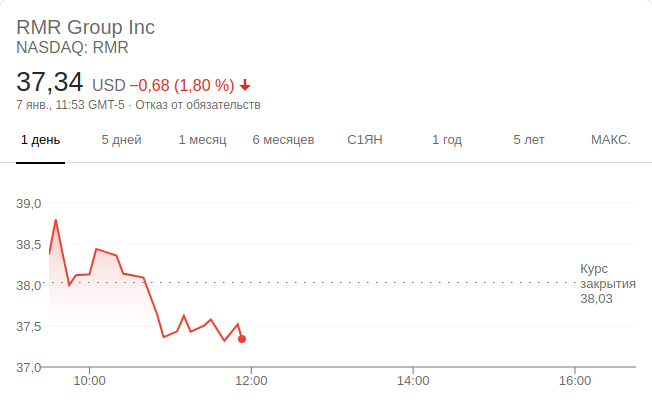 RMR Group Inc
NASDAQ: RMR
37,34 USD −0,68 (1,80 %)
7 янв., 11:53 GMT-5 · Отказ от обязательств
1 день 5 дней 1 месяц 6 месяцев С1ЯН 1 год 5 лет МАКС.
39,0
38,5
38,0
37,5
37,0
Курс
закрытия
38,03
10:00 12:00 14:00 16:00